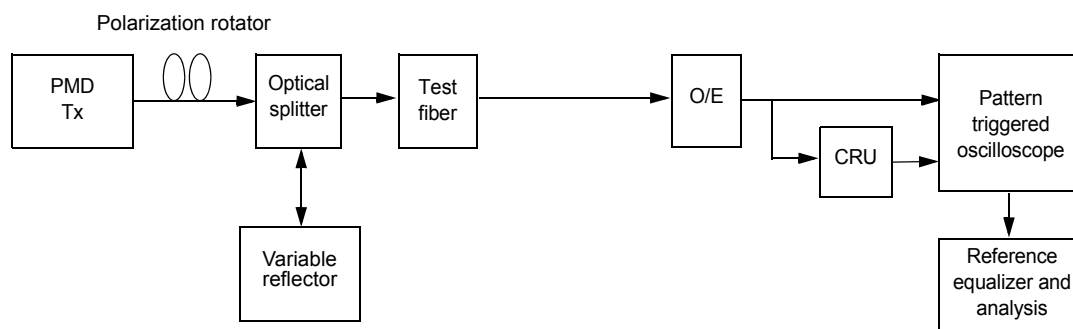 Polarization rotator
PMD
Tx
Optical
splitter
Test
fiber
O/E
CRU
Pattern
triggered
oscilloscope
Variable
reflector
Reference
equalizer and
analysis